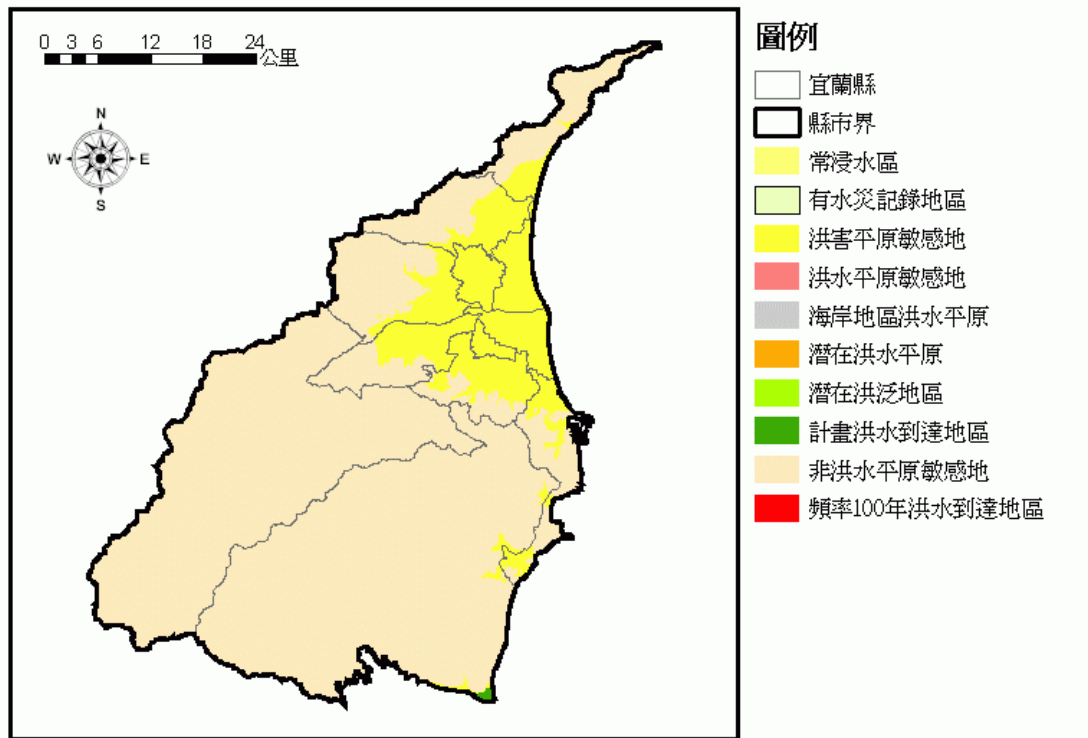 0 3 6 12 18 24
公里
N
W E
S
圖例
宜蘭縣
縣市界
常浸水區
有水災記錄地區
洪害平原敏感地
洪水平原敏感地
海岸地區洪水平原
潛在洪水平原
潛在洪泛地區
計畫洪水到達地區
非洪水平原敏感地
頻率100年洪水到達地區